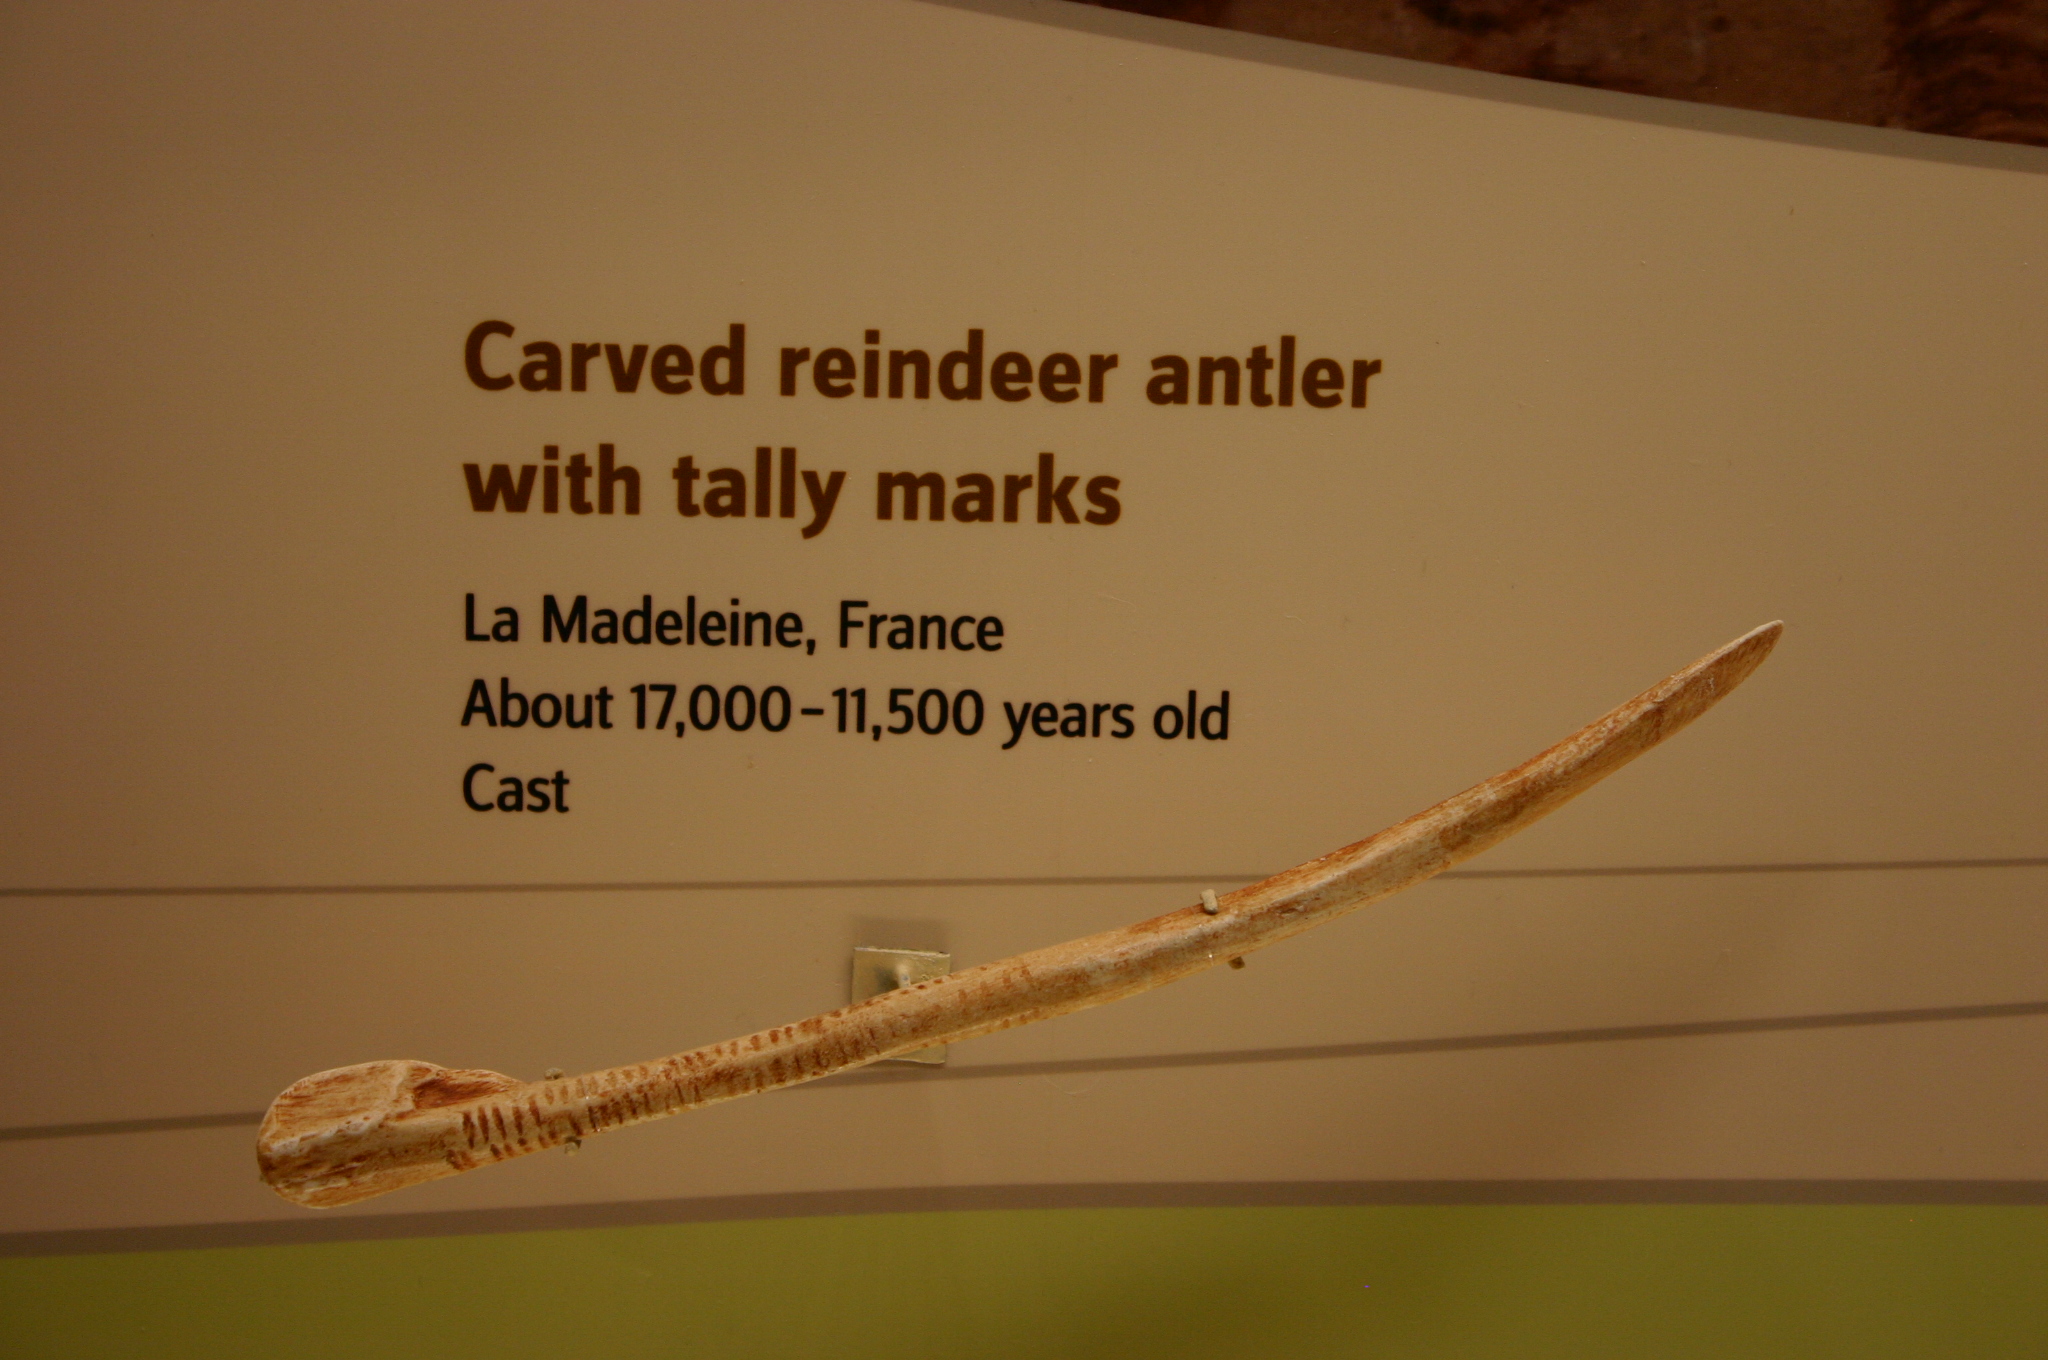 Carved reindeer antler
with tally marks
La Madeleine, France
About 17,000–11,500 years old
Cast